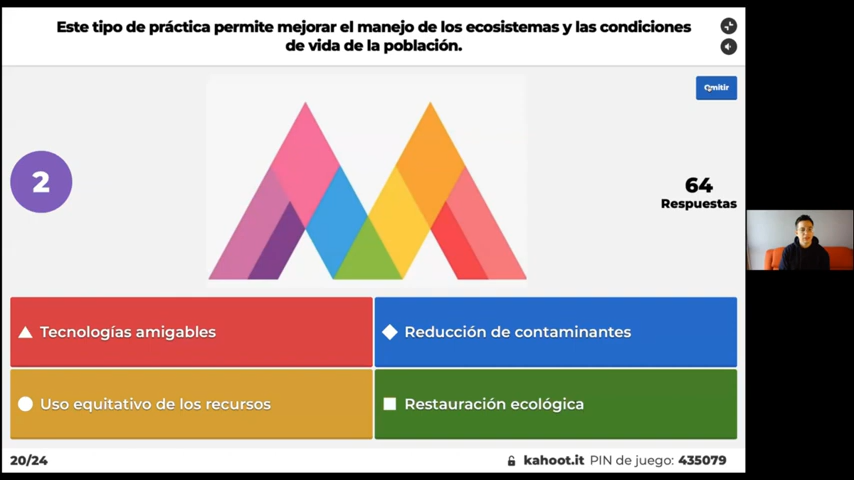 Este tipo de práctica permite mejorar el manejo de los ecosistemas y las condiciones
de vida de la población.
Omitir
2
64
Respuestas
Tecnologías amigables
Reducción de contaminantes
Uso equitativo de los recursos
Restauración ecológica
20/24
kahoot.it PIN de juego: 435079